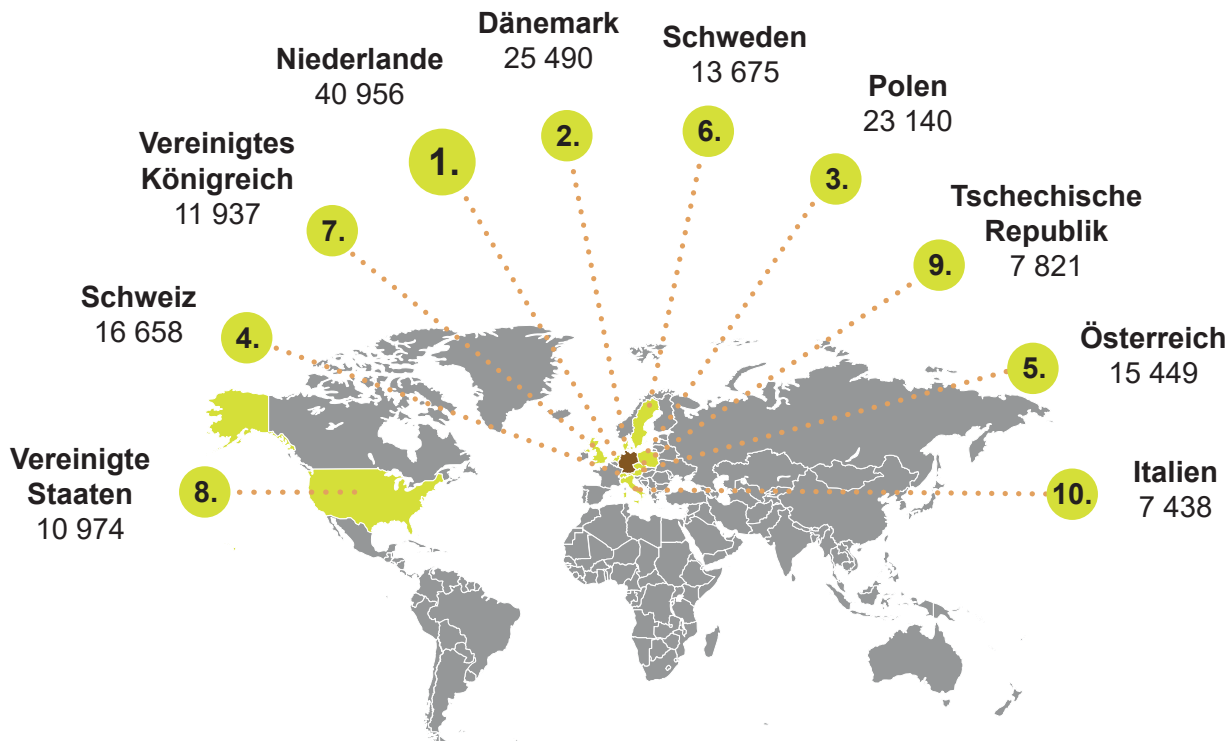 Niederlande
40 956
1.
Dänemark
25 490
2.
Schweden
13 675
6.
Polen
23 140
3.
Vereinigtes
Königreich
11 937
7.
Tschechische
Republik
7 821
9.
Schweiz
16 658
4.
Österreich
15 449
5.
Vereinigte
Staaten
10 974
8.
Italien
7 438
10.